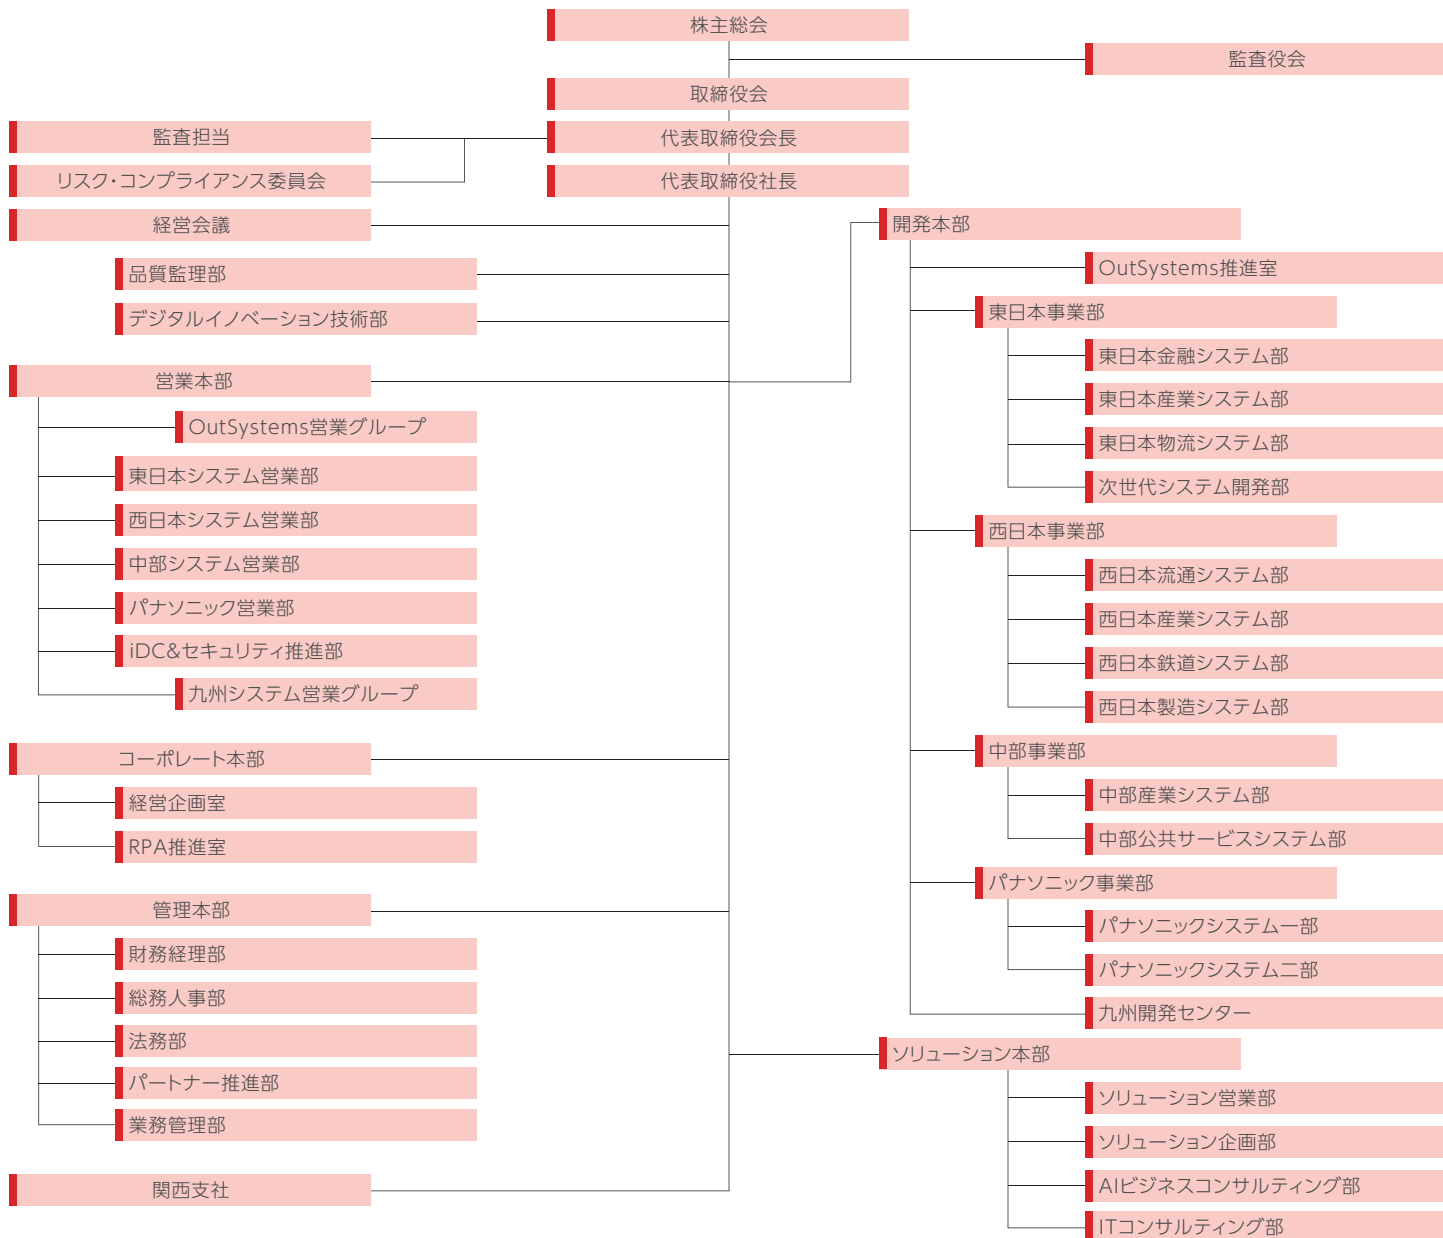 株主総会
監査役会
取締役会
代表取締役会長
代表取締役社長
監査担当
リスク・コンプライアンス委員会
経営会議
品質監理部
デジタルイノベーション技術部
営業本部
OutSystems営業グループ
東日本システム営業部
西日本システム営業部
中部システム営業部
パナソニック営業部
iDC&セキュリティ推進部
九州システム営業グループ
コーポレート本部
経営企画室
RPA推進室
管理本部
財務経理部
総務人事部
法務部
パートナー推進部
業務管理部
関西支社
開発本部
OutSystems推進室
東日本事業部
東日本金融システム部
東日本産業システム部
東日本物流システム部
次世代システム開発部
西日本事業部
西日本流通システム部
西日本産業システム部
西日本鉄道システム部
西日本製造システム部
中部事業部
中部産業システム部
中部公共サービスシステム部
パナソニック事業部
パナソニックシステム一部
パナソニックシステム二部
九州開発センター
ソリューション本部
ソリューション営業部
ソリューション企画部
AIビジネスコンサルティング部
ITコンサルティング部